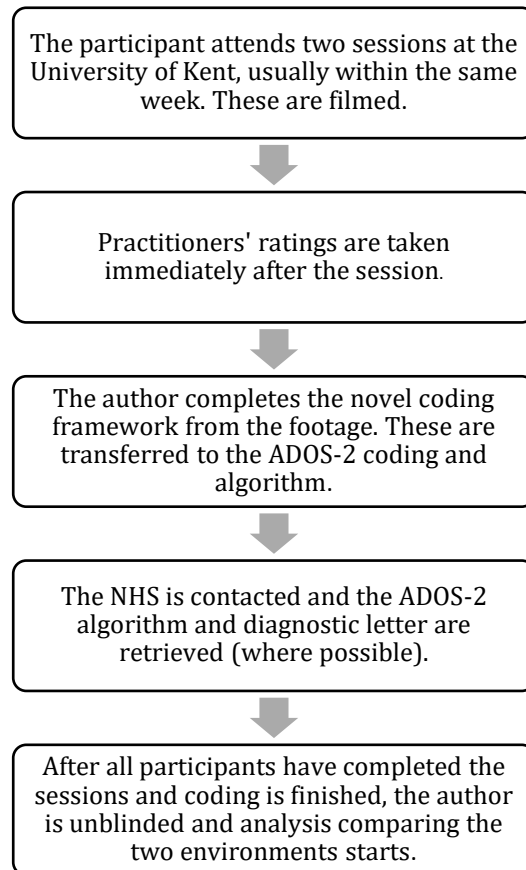 The participant attends two sessions at the
University of Kent, usually within the same
week. These are filmed.
Practitioners' ratings are taken
immediately after the session.
The author completes the novel coding
framework from the footage. These are
transferred to the ADOS-2 coding and
algorithm.
The NHS is contacted and the ADOS-2
algorithm and diagnostic letter are
retrieved (where possible).
After all participants have completed the
sessions and coding is finished, the author
is unblinded and analysis comparing the
two environments starts.